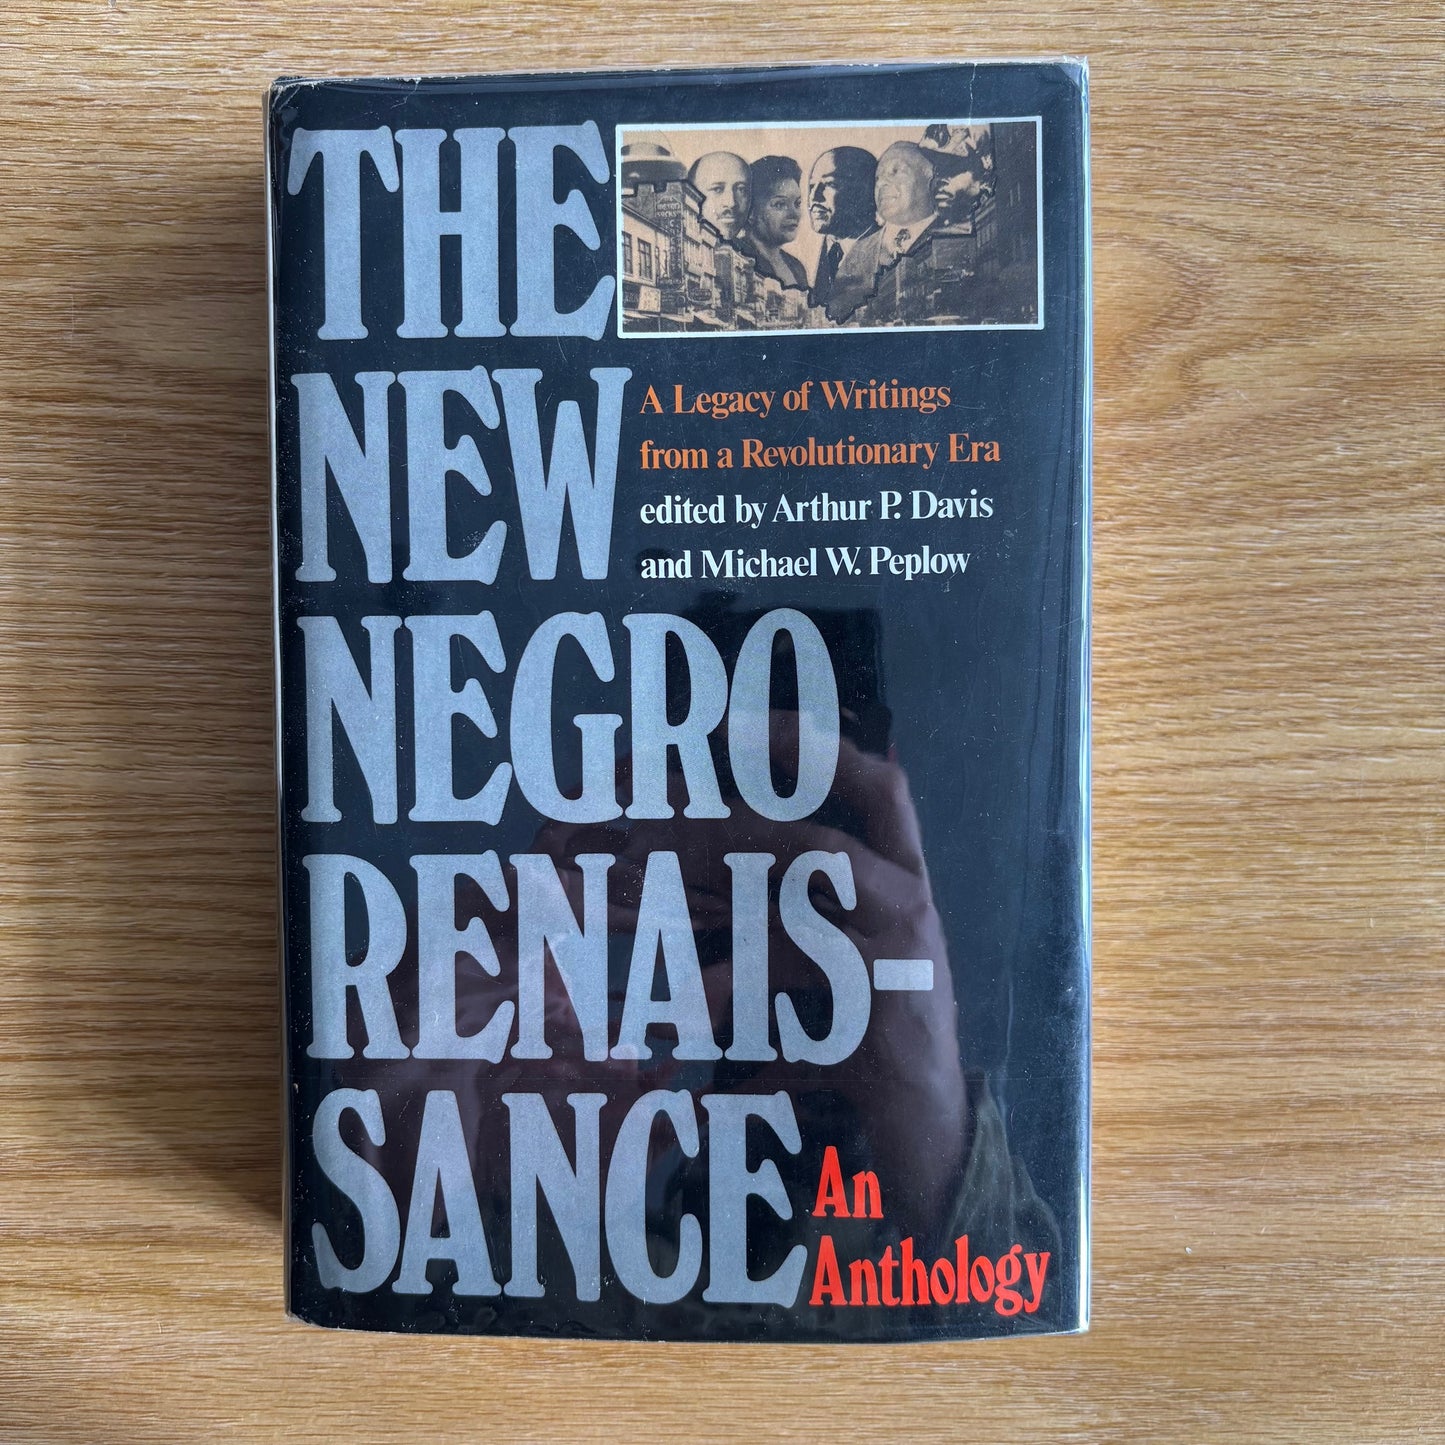 THE
NEW
NEGRO
RENAIS-
SANCE
A Legacy of Writings
from a Revolutionary Era
edited by Arthur P. Davis
and Michael W. Peplow
An
Anthology